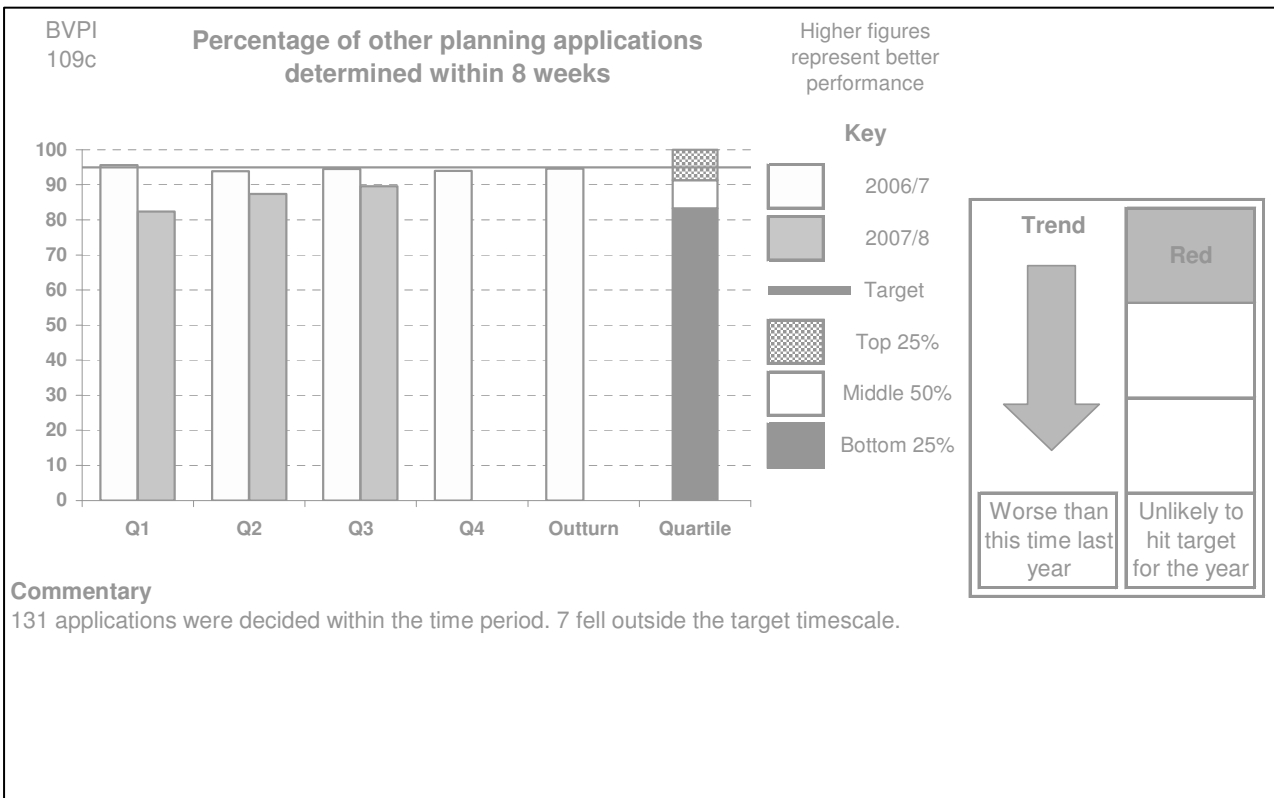 BVPI
109c
Percentage of other planning applications
determined within 8 weeks
Higher figures
represent better
performance
100
90
80
70
60
50
40
30
20
10
0
Q1
Q2
Q3
Q4
Outturn
Quartile
Key
2006/7
2007/8
Target
Top 25%
Middle 50%
Bottom 25%
Trend
Red
Worse than
this time last
year
Unlikely to
hit target
for the year
Commentary
131 applications were decided within the time period. 7 fell outside the target timescale.